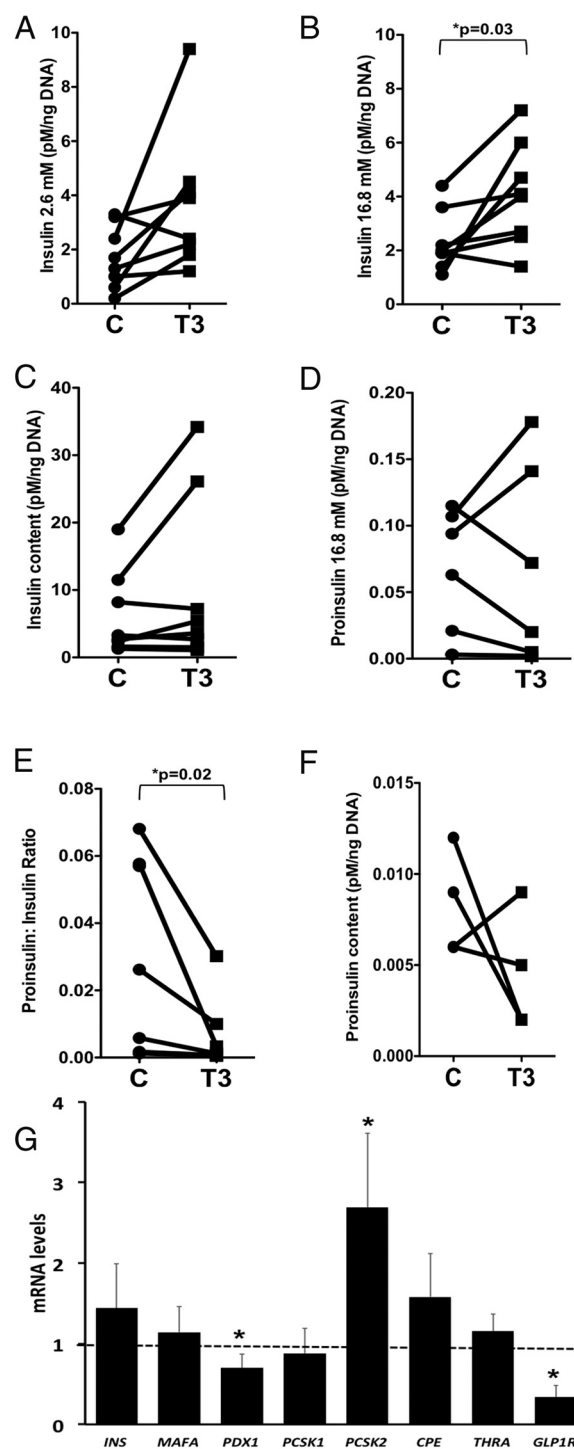 A
Insulin 2.6 mM (pM/ng DNA)
10
8
6
4
2
0
C T3
B
*p=0.03
Insulin 16.8 mM (pM/ng DNA)
10
8
6
4
2
0
C T3
C
Insulin content (pM/ng DNA)
40
30
20
10
0
C T3
D
Proinsulin 16.8 mM (pM/ng DNA)
0.20
0.15
0.10
0.05
0.00
C T3
E
*p=0.02
Proinsulin: Insulin Ratio
0.08
0.06
0.04
0.02
0.00
C T3
F
Proinsulin content (pM/ng DNA)
0.015
0.010
0.005
0.000
C T3
G
mRNA levels
4
3
2
1
0
* * *
INS MAFA PDX1 PCSK1 PCSK2 CPE THRA GLP1R